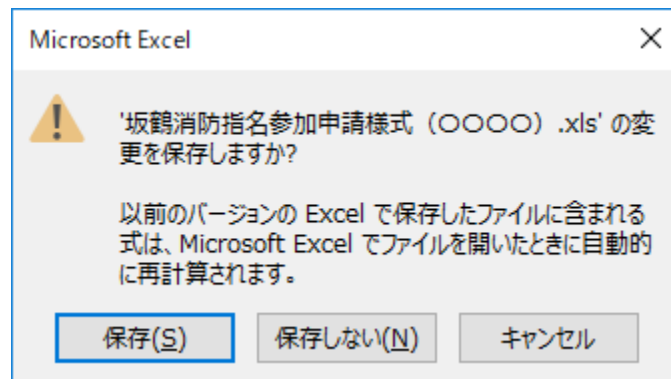 Microsoft Excel
'坂鶴消防指名参加申請様式（〇〇〇〇）.xls' の変
更を保存しますか?
以前のバージョンの Excel で保存したファイルに含まれる
式は、Microsoft Excel でファイルを開いたときに自動的
に再計算されます。
保存(S)
保存しない(N)
キャンセル